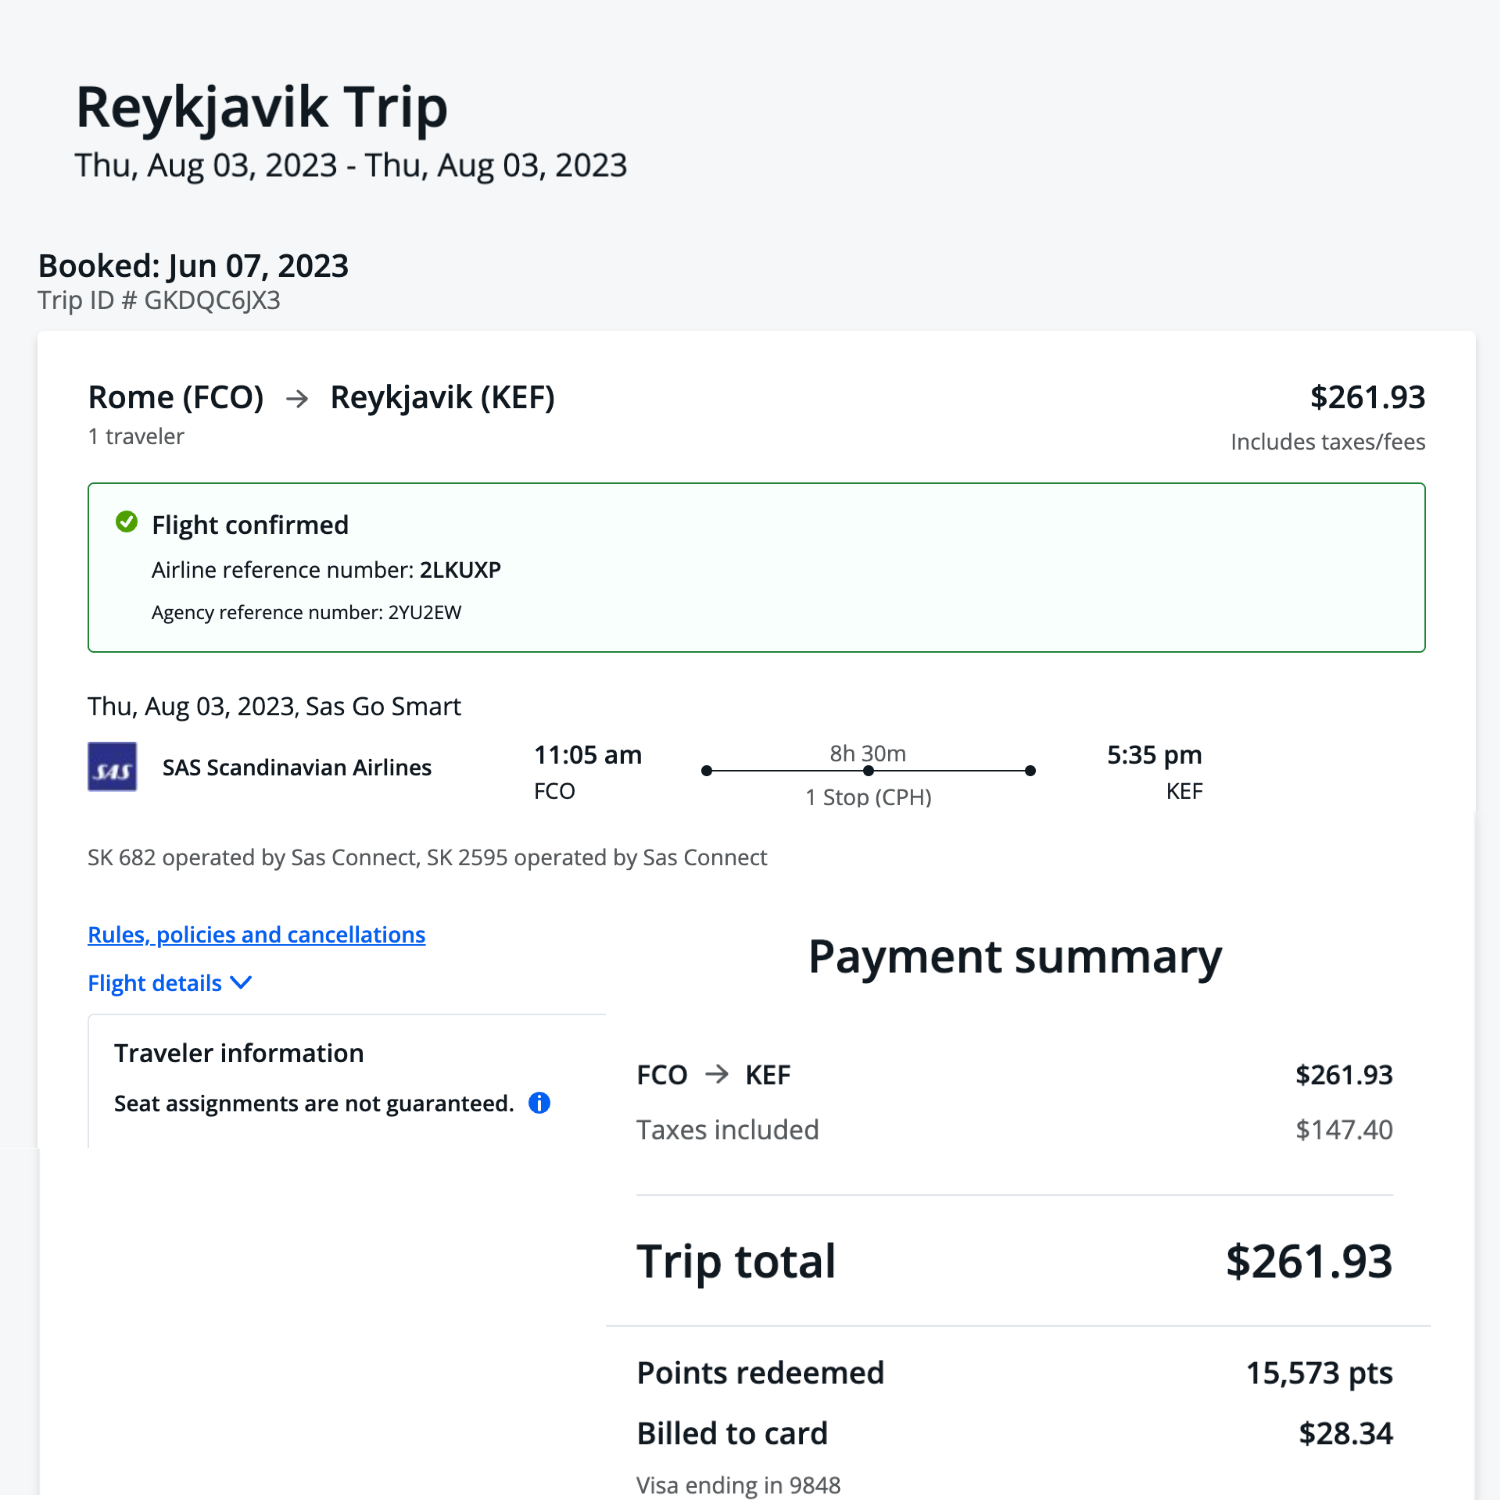 Reykjavik Trip
Thu, Aug 03, 2023 - Thu, Aug 03, 2023
Booked: Jun 07, 2023
Trip ID # GKDQC6JX3
Rome (FCO) → Reykjavik (KEF)
$261.93
1 traveler
Includes taxes/fees
Flight confirmed
Airline reference number: 2LKUXP
Agency reference number: 2YU2EW
Thu, Aug 03, 2023, Sas Go Smart
SAS
SAS Scandinavian Airlines
11:05 am
FCO
8h 30m
1 Stop (CPH)
5:35 pm
KEF
SK 682 operated by Sas Connect, SK 2595 operated by Sas Connect
Rules, policies and cancellations
Flight details
Traveler information
Seat assignments are not guaranteed.
Payment summary
FCO → KEF $261.93
Taxes included $147.40
Trip total $261.93
Points redeemed 15,573 pts
Billed to card $28.34
Visa ending in 9848